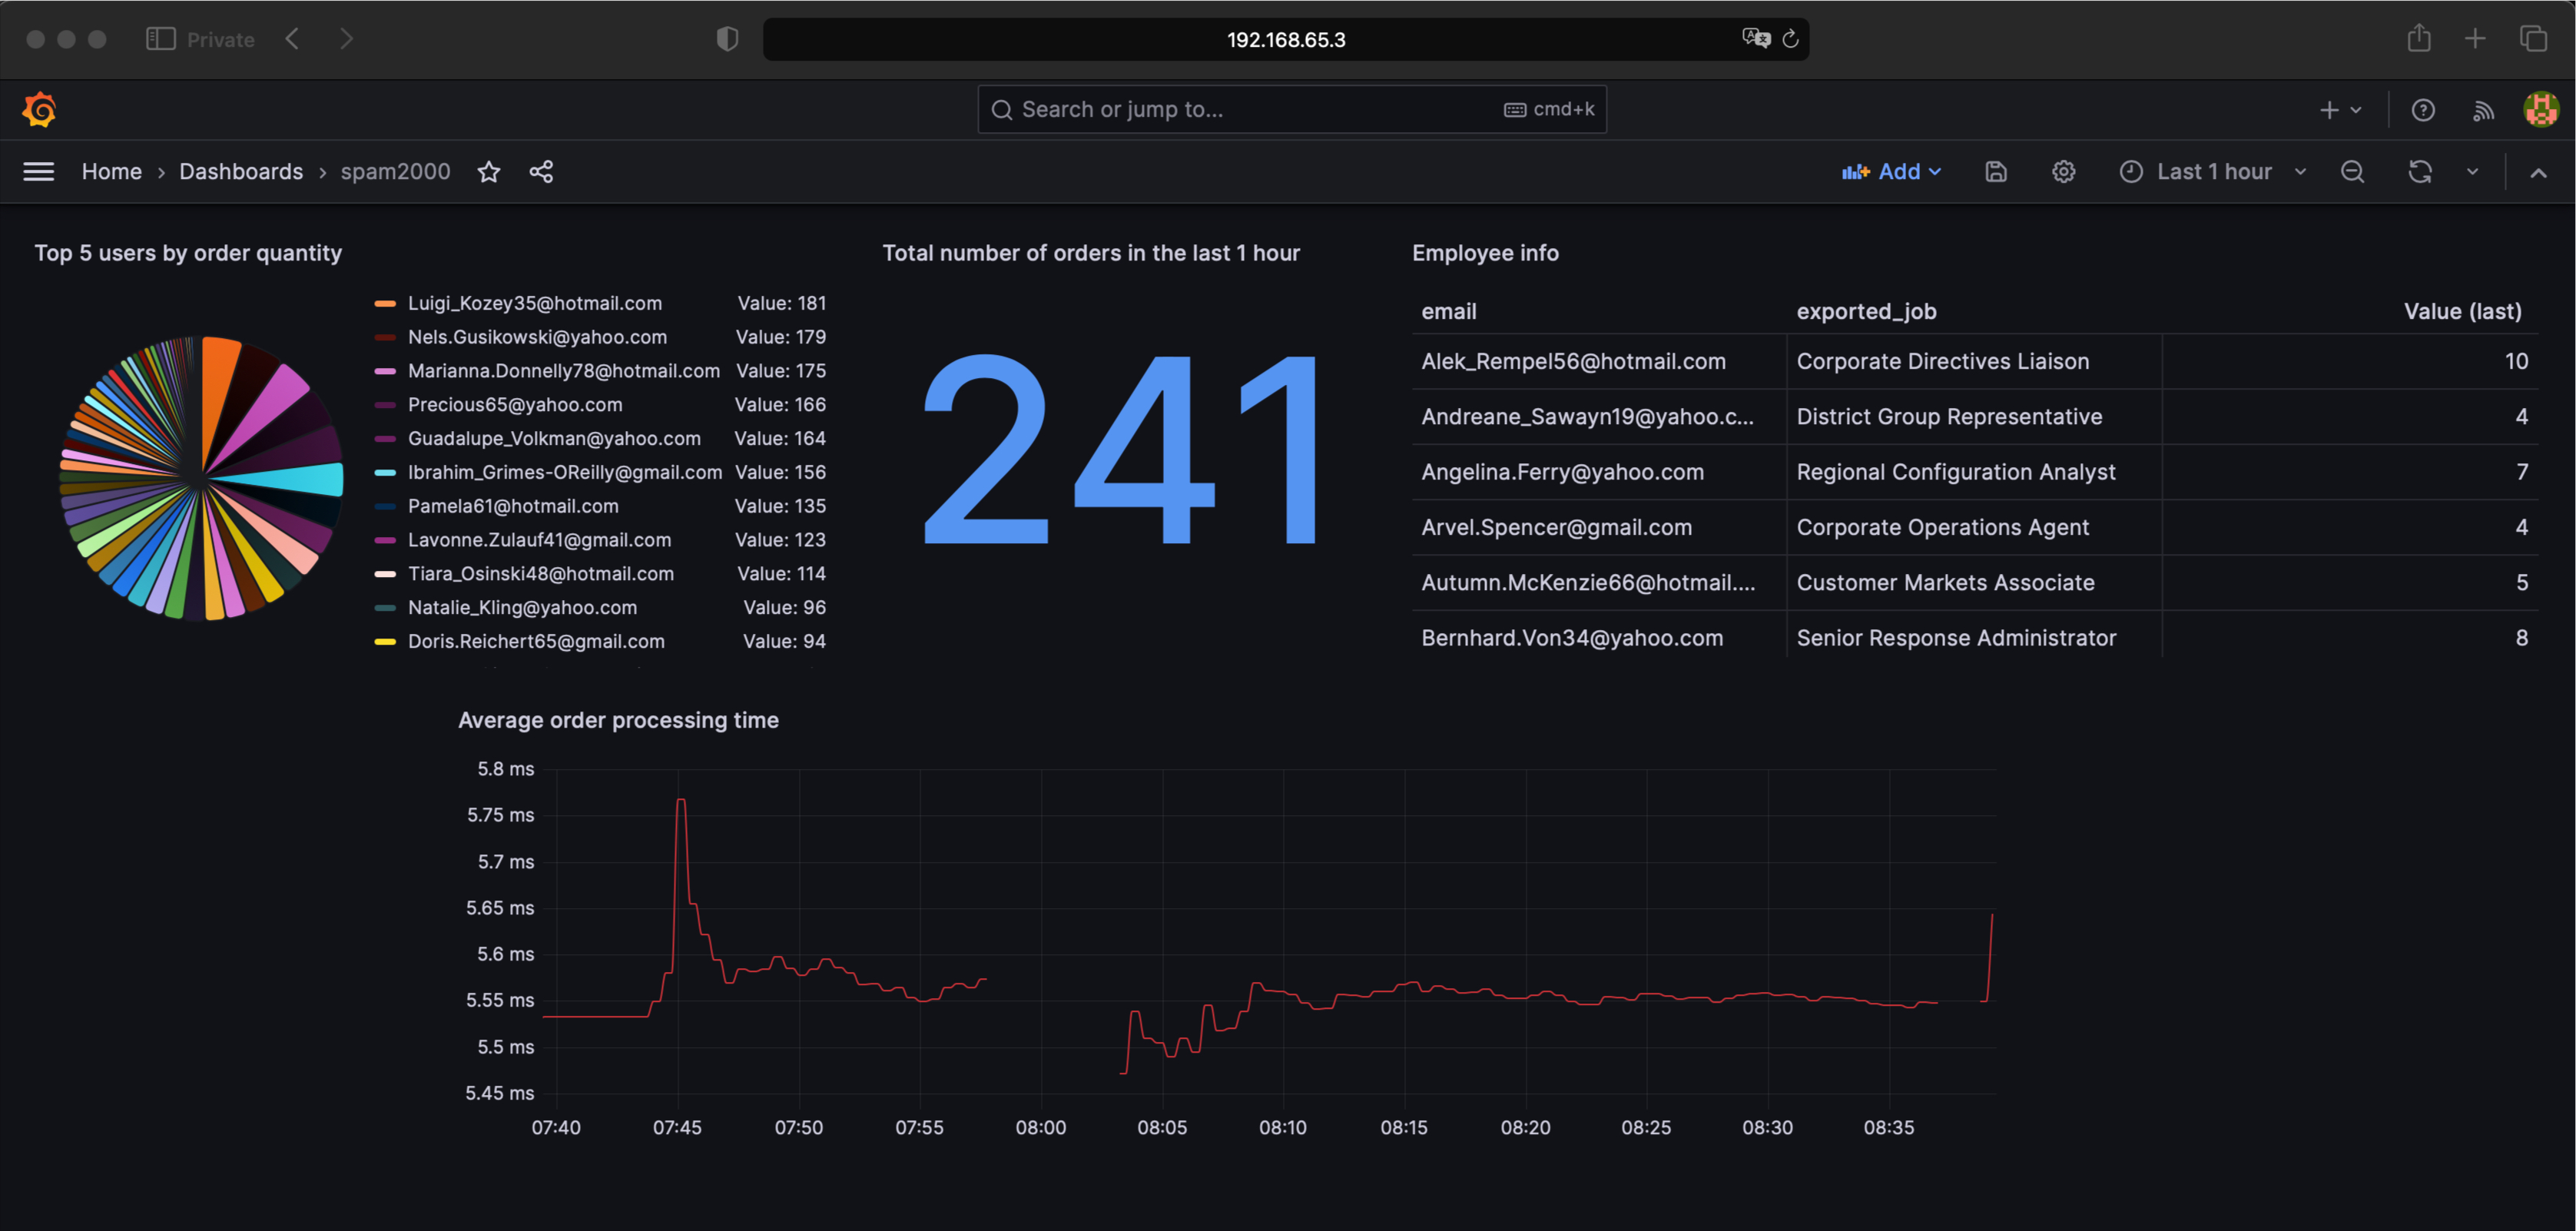 Private
192.168.65.3
Search or jump to...
cmd+k
Home › Dashboards › spam2000
Add
Last 1 hour
Top 5 users by order quantity
Luigi_Kozey35@hotmail.com Value: 181
Nels.Gusikowski@yahoo.com Value: 179
Marianna.Donnelly78@hotmail.com Value: 175
Precious65@yahoo.com Value: 166
Guadalupe_Volkman@yahoo.com Value: 164
Ibrahim_Grimes-OReilly@gmail.com Value: 156
Pamela61@hotmail.com Value: 135
Lavonne.Zulauf41@gmail.com Value: 123
Tiara_Osinski48@hotmail.com Value: 114
Natalie_Kling@yahoo.com Value: 96
Doris.Reichert65@gmail.com Value: 94
Total number of orders in the last 1 hour
241
Employee info
email exported_job Value (last)
Alek_Rempel56@hotmail.com Corporate Directives Liaison 10
Andreane_Sawayn19@yahoo.c... District Group Representative 4
Angelina.Ferry@yahoo.com Regional Configuration Analyst 7
Arvel.Spencer@gmail.com Corporate Operations Agent 4
Autumn.McKenzie66@hotmail.... Customer Markets Associate 5
Bernhard.Von34@yahoo.com Senior Response Administrator 8
Average order processing time
5.8 ms
5.75 ms
5.7 ms
5.65 ms
5.6 ms
5.55 ms
5.5 ms
5.45 ms
07:40 07:45 07:50 07:55 08:00 08:05 08:10 08:15 08:20 08:25 08:30 08:35